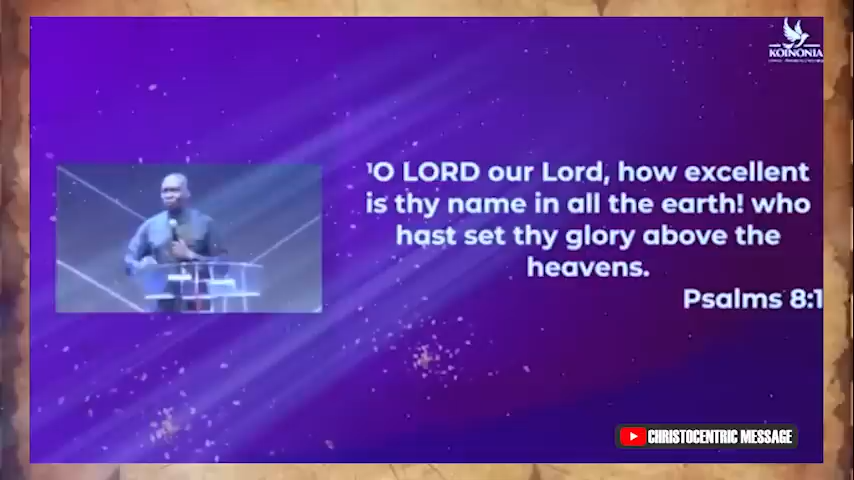 KOINONIA
¹O LORD our Lord, how excellent
is thy name in all the earth! who
hast set thy glory above the
heavens.
Psalms 8:1
CHRISTOCENTRIC MESSAGE